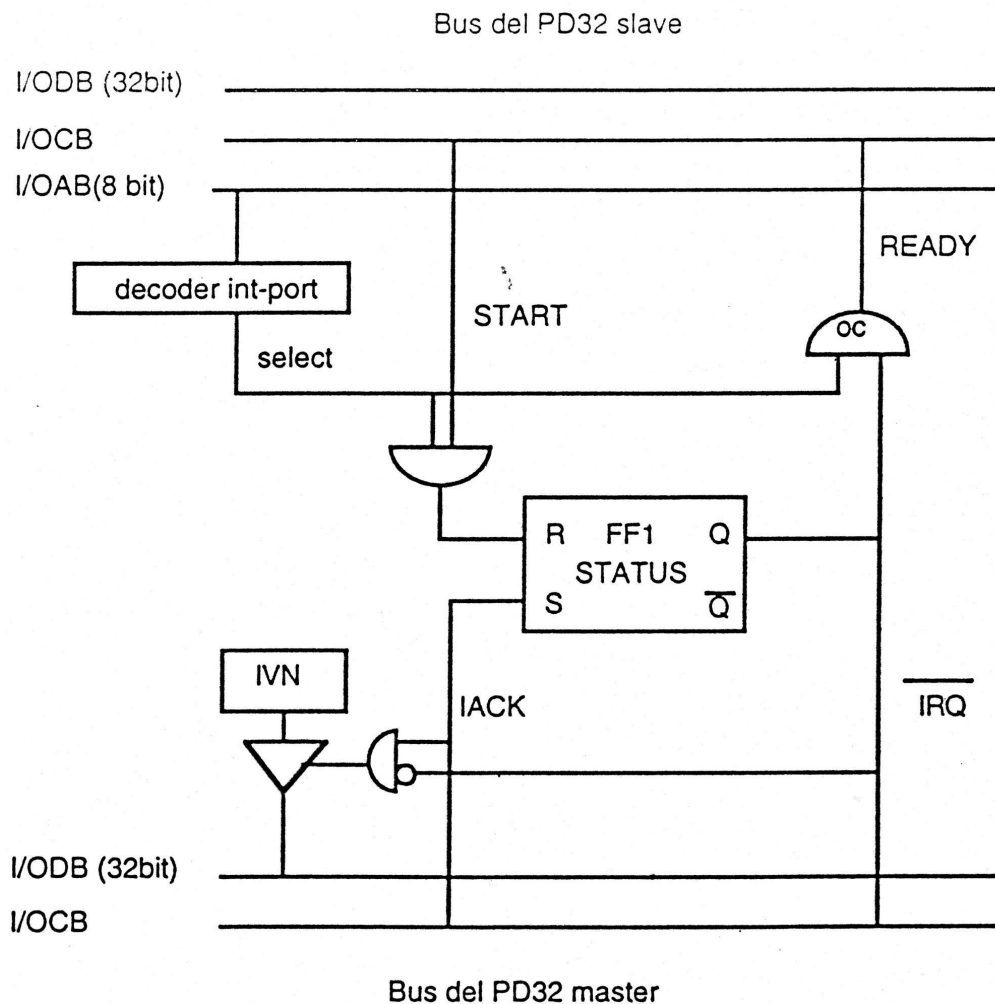 Bus del PD32 slave
I/ODB (32bit)
I/OCB
I/OAB(8 bit)
READY
decoder int-port
OC
START
select
R FF1 Q
STATUS
S Q
IVN
IACK
IRQ
I/ODB (32bit)
I/OCB
Bus del PD32 master